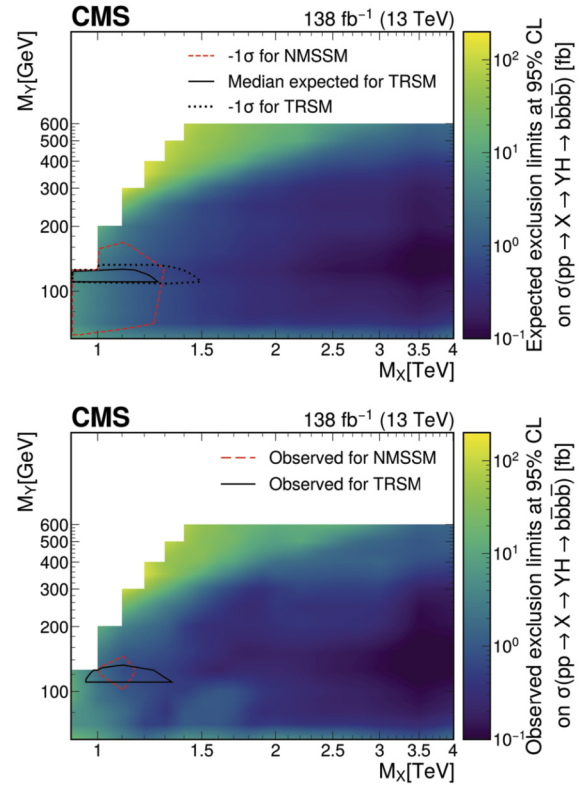 CMS 138 fb⁻¹ (13 TeV)
M_Y[GeV]
-1σ for NMSSM
Median expected for TRSM
-1σ for TRSM
600
500
400
300
200
100
1 1.5 2 2.5 3 3.5 4
M_X[TeV]
10²
10¹
10⁰
10⁻¹
Expected exclusion limits at 95% CL
on σ(pp → X → YH → bb̅bb̅) [fb]
CMS 138 fb⁻¹ (13 TeV)
M_Y[GeV]
Observed for NMSSM
Observed for TRSM
600
500
400
300
200
100
1 1.5 2 2.5 3 3.5 4
M_X[TeV]
10²
10¹
10⁰
10⁻¹
Observed exclusion limits at 95% CL
on σ(pp → X → YH → bb̅bb̅) [fb]